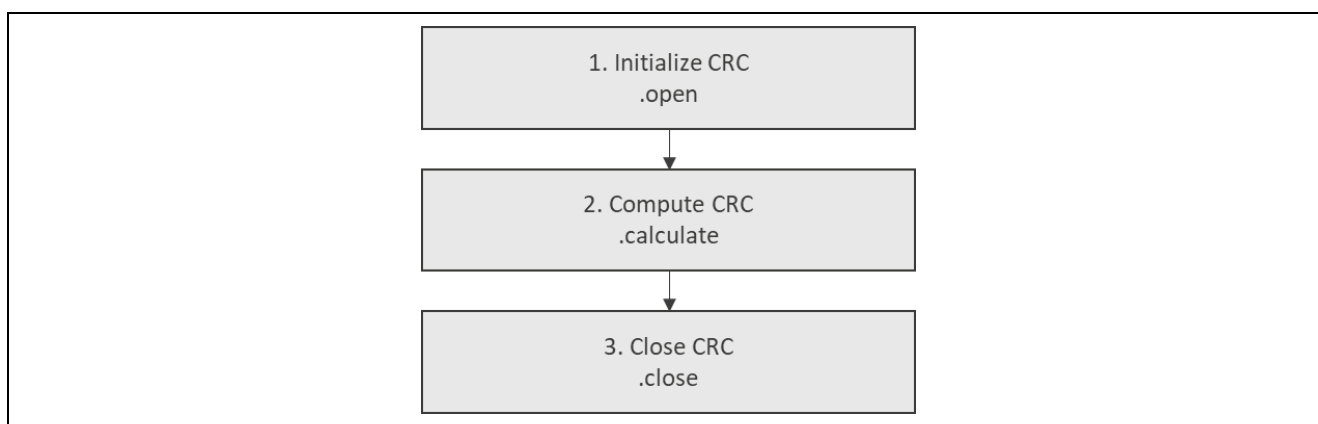 1. Initialize CRC
.open
2. Compute CRC
.calculate
3. Close CRC
.close